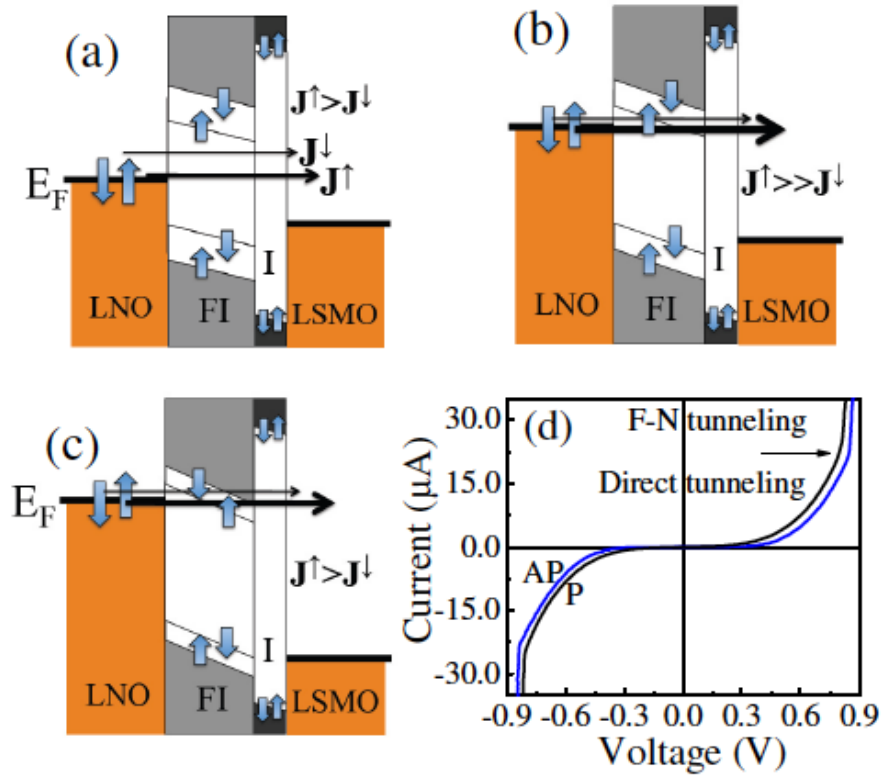 (a)
J↑>J↓
J↓
J↑
E_F
I
LNO
FI
LSMO
(b)
J↑>>J↓
I
LNO
FI
LSMO
(c)
E_F
J↑>J↓
I
LNO
FI
LSMO
(d)
F-N tunneling
Direct tunneling
AP
P
30.0
15.0
0.0
-15.0
-30.0
Current (μA)
-0.9 -0.6 -0.3 0.0 0.3 0.6 0.9
Voltage (V)